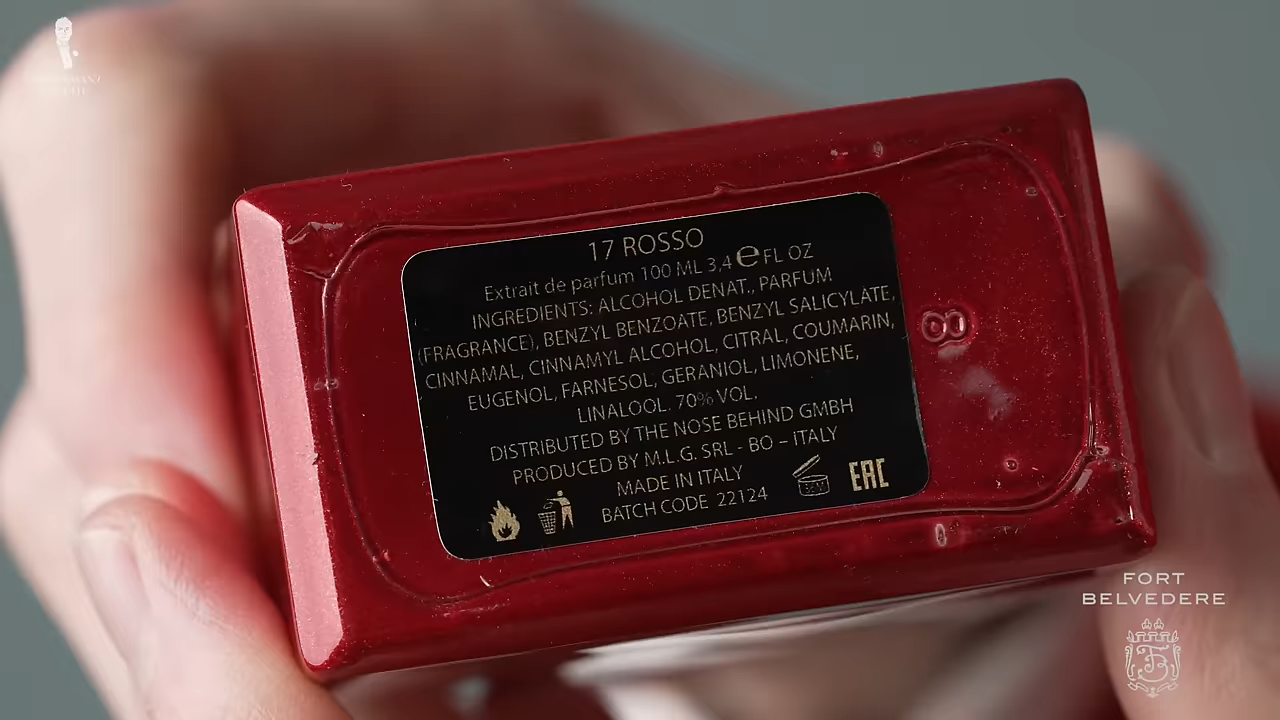 17 ROSSO
Extrait de parfum 100 ML 3,4 e FL OZ
INGREDIENTS: ALCOHOL DENAT., PARFUM
(FRAGRANCE), BENZYL BENZOATE, BENZYL SALICYLATE,
CINNAMAL, CINNAMYL ALCOHOL, CITRAL, COUMARIN,
EUGENOL, FARNESOL, GERANIOL, LIMONENE,
LINALOOL. 70% VOL.
DISTRIBUTED BY THE NOSE BEHIND GMBH
PRODUCED BY M.L.G. SRL - BO – ITALY
MADE IN ITALY
BATCH CODE 22124
EAC
8
FORT
BELVEDERE